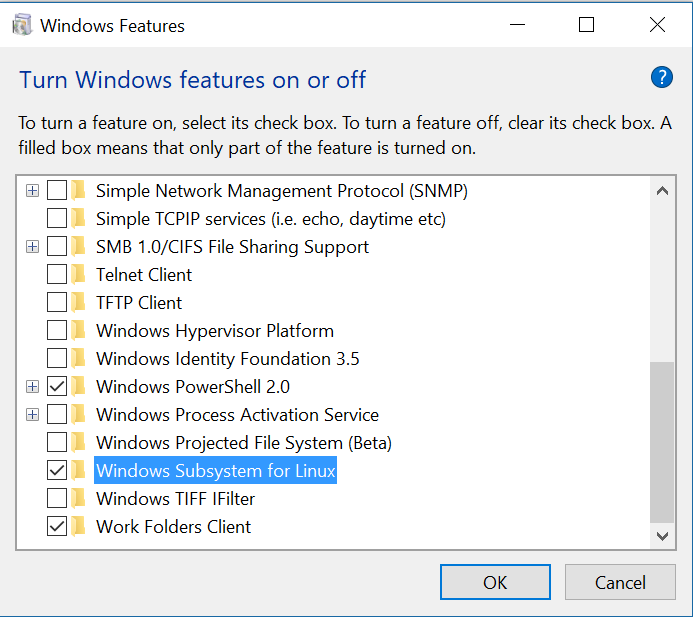 Windows Features
Turn Windows features on or off
?
To turn a feature on, select its check box. To turn a feature off, clear its check box. A
filled box means that only part of the feature is turned on.
Simple Network Management Protocol (SNMP)
Simple TCPIP services (i.e. echo, daytime etc)
SMB 1.0/CIFS File Sharing Support
Telnet Client
TFTP Client
Windows Hypervisor Platform
Windows Identity Foundation 3.5
Windows PowerShell 2.0
Windows Process Activation Service
Windows Projected File System (Beta)
Windows Subsystem for Linux
Windows TIFF IFilter
Work Folders Client
OK Cancel